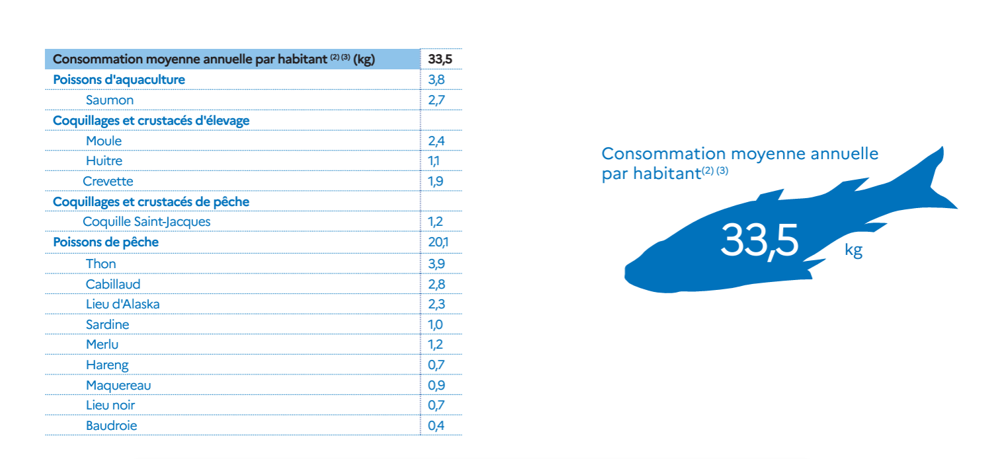 Consommation moyenne annuelle par habitant (2) (3) (kg) 33,5
Poissons d'aquaculture 3,8
Saumon 2,7
Coquillages et crustacés d'élevage
Moule 2,4
Huitre 1,1
Crevette 1,9
Coquillages et crustacés de pêche
Coquille Saint-Jacques 1,2
Poissons de pêche 20,1
Thon 3,9
Cabillaud 2,8
Lieu d'Alaska 2,3
Sardine 1,0
Merlu 1,2
Hareng 0,7
Maquereau 0,9
Lieu noir 0,7
Baudroie 0,4
Consommation moyenne annuelle
par habitant(2) (3)
33,5 kg